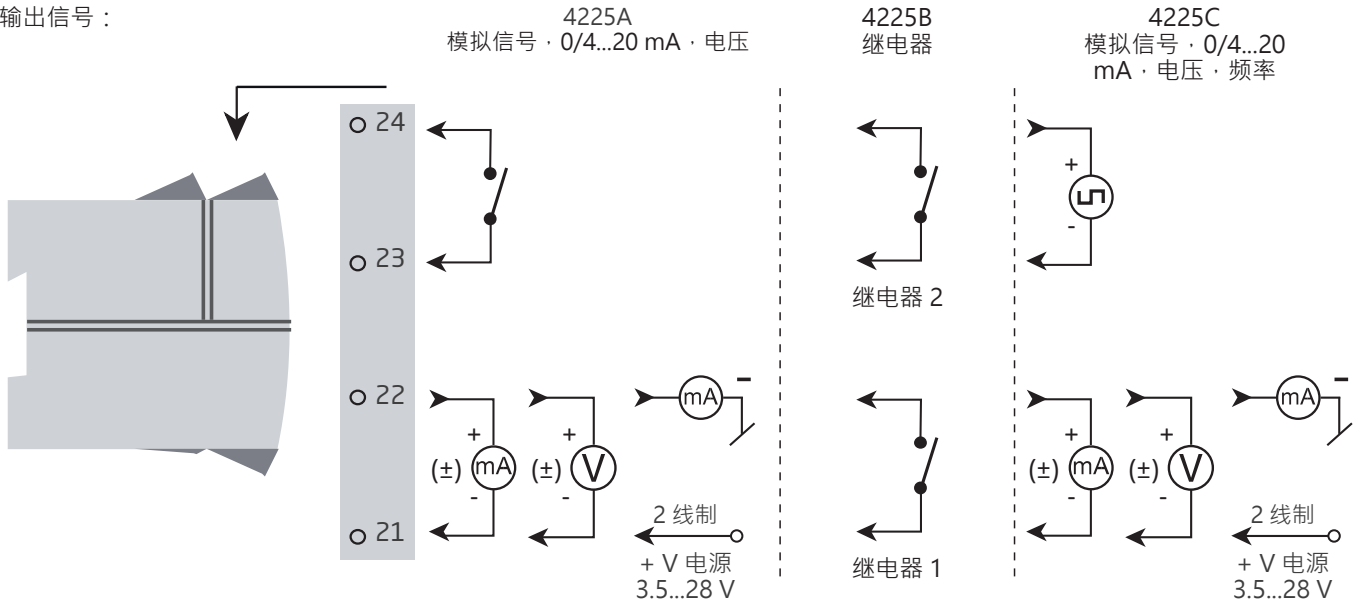 输出信号：
4225A
模拟信号，0/4...20 mA，电压
4225B
继电器
4225C
模拟信号，0/4...20
mA，电压，频率
24
23
22
21
+
-
(±)
mA
+
-
(±)
V
mA
-
2 线制
+ V 电源
3.5...28 V
继电器 2
继电器 1
+
-
+
-
(±)
mA
+
-
(±)
V
mA
-
2 线制
+ V 电源
3.5...28 V